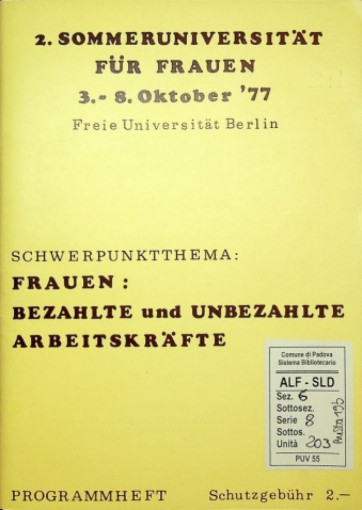 2. SOMMERUNIVERSITÄT
FÜR FRAUEN
3.- 8. Oktober '77
Freie Universität Berlin
SCHWERPUNKTTHEMA:
FRAUEN:
BEZAHLTE und UNBEZAHLTE
ARBEITSKRÄFTE
Comune di Padova
Sistema Bibliotecario
ALF - SLD
Sez. 6
Sottosez.
Serie 8
Sottos.
Unità 203
PUV 55
PROGRAMMHEFT Schutzgebühr 2.-